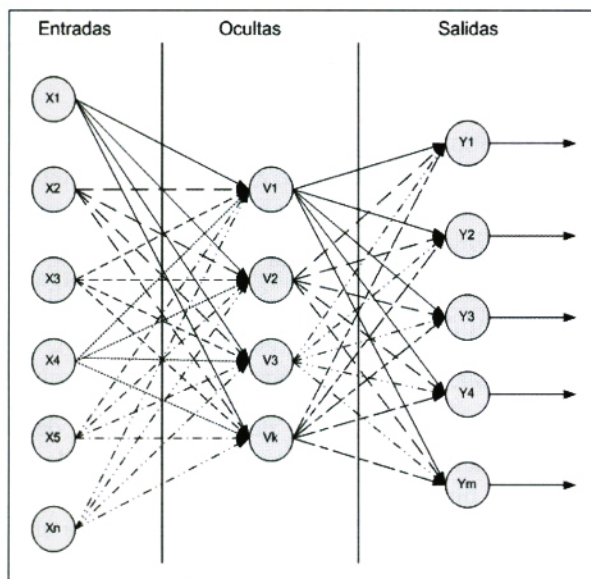 Entradas
Ocultas
Salidas
X1
X2
X3
X4
X5
Xn
V1
V2
V3
Vk
Y1
Y2
Y3
Y4
Ym